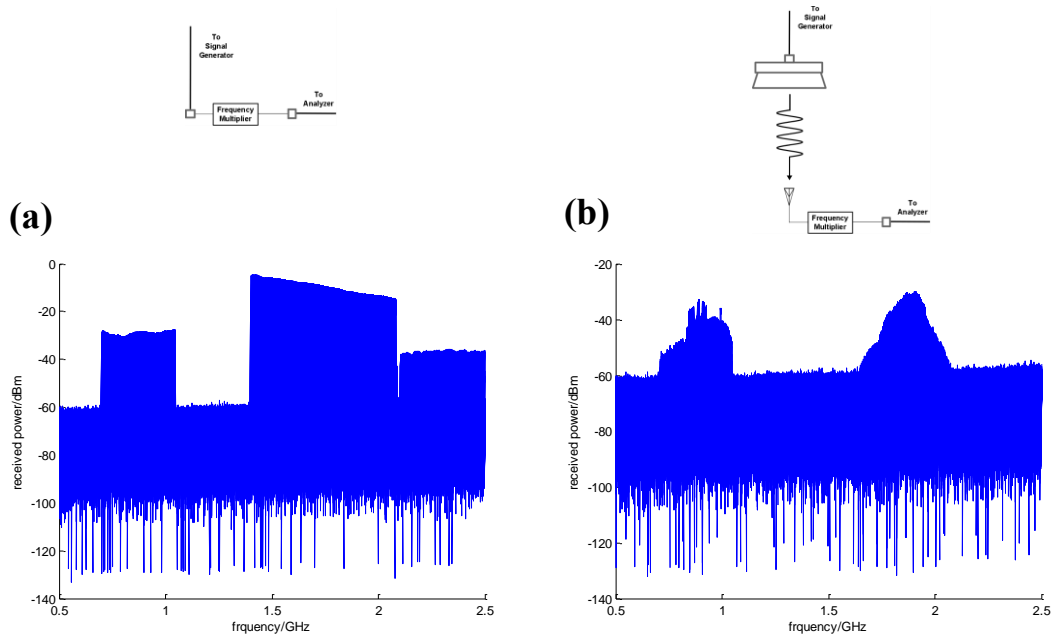 To
Signal
Generator
To
Analyzer
Frequency
Multiplier
(a)
0
-20
-40
-60
-80
-100
-120
-140
0.5
1
1.5
2
2.5
received power/dBm
frquency/GHz
To
Signal
Generator
To
Analyzer
Frequency
Multiplier
(b)
-20
-40
-60
-80
-100
-120
-140
0.5
1
1.5
2
2.5
received power/dBm
frquency/GHz